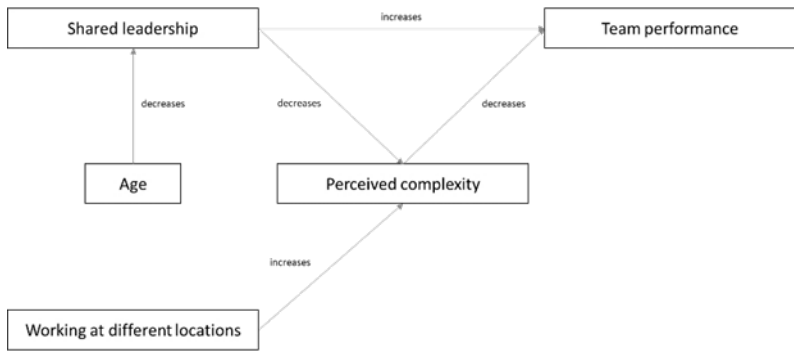 increases
Shared leadership
Team performance
decreases
decreases
decreases
Age
Perceived complexity
increases
Working at different locations